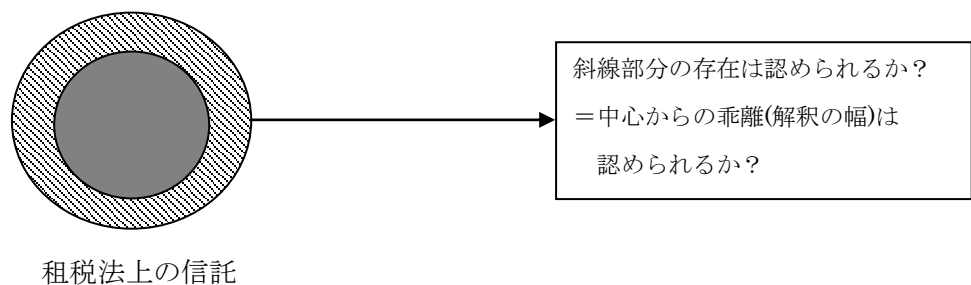 斜線部分の存在は認められるか？
＝中心からの乖離(解釈の幅)は
認められるか？
租税法上の信託